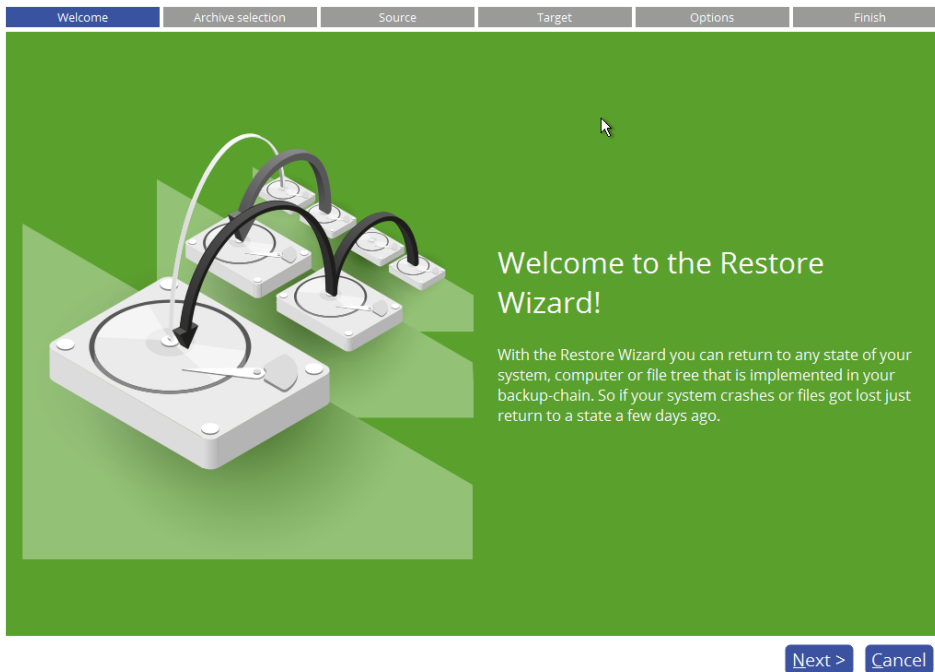 Welcome
Archive selection
Source
Target
Options
Finish
Welcome to the Restore
Wizard!
With the Restore Wizard you can return to any state of your
system, computer or file tree that is implemented in your
backup-chain. So if your system crashes or files got lost just
return to a state a few days ago.
Next >
Cancel